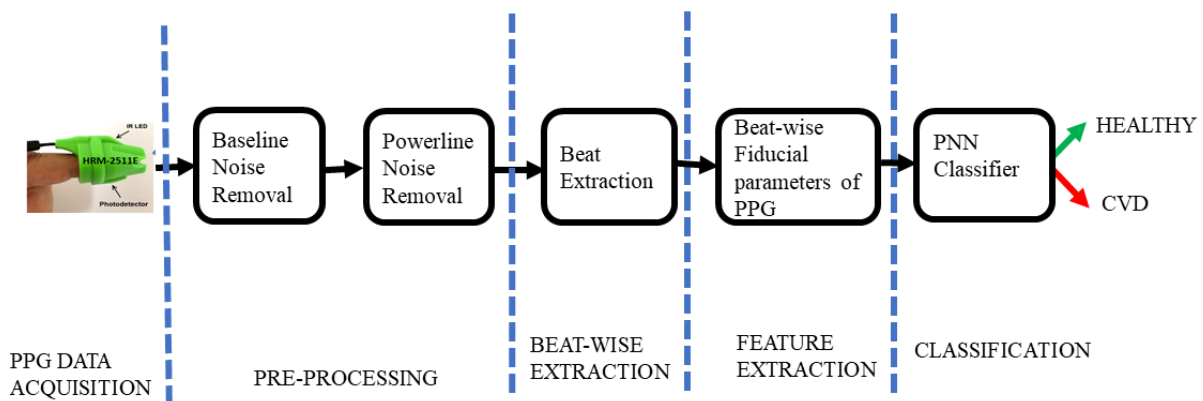 IR LED
HRM-2511E
Photodetector
Baseline
Noise
Removal
Powerline
Noise
Removal
Beat
Extraction
Beat-wise
Fiducial
parameters of
PPG
PNN
Classifier
HEALTHY
CVD
PPG DATA
ACQUISITION
PRE-PROCESSING
BEAT-WISE
EXTRACTION
FEATURE
EXTRACTION
CLASSIFICATION